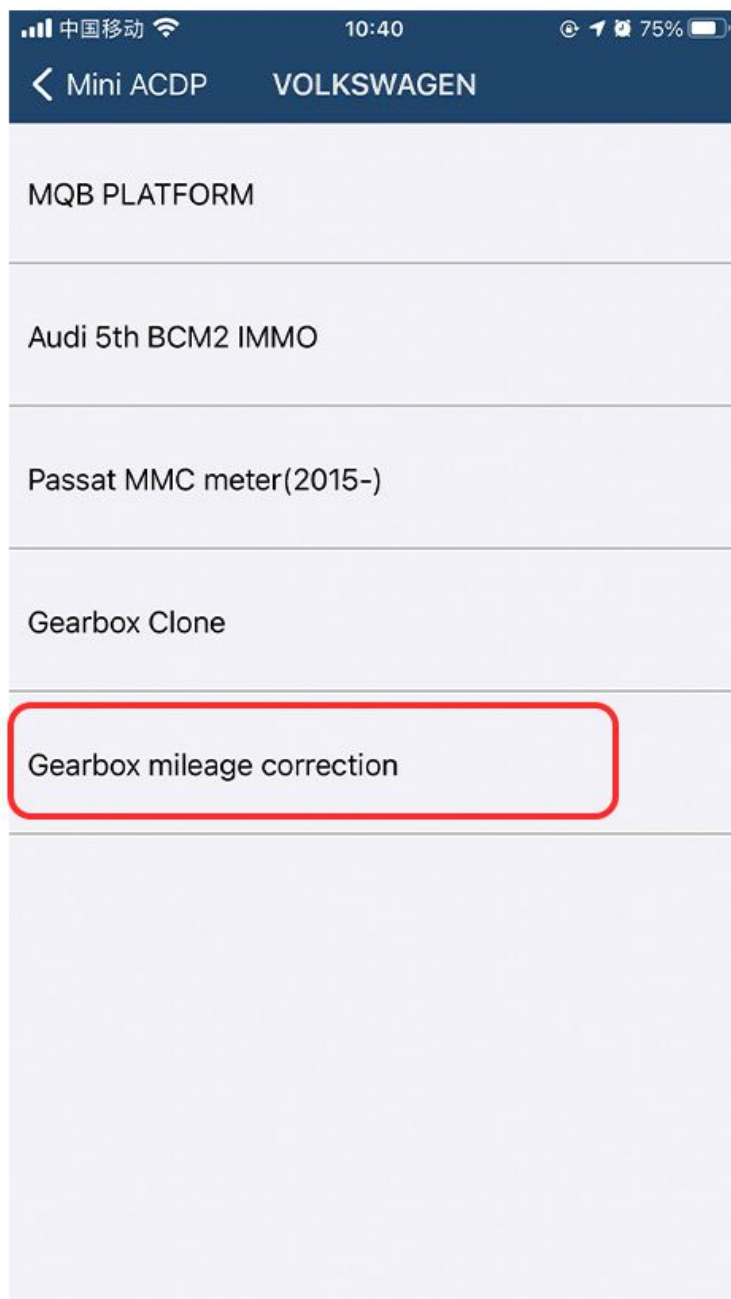 中国移动 10:40 75%
Mini ACDP VOLKSWAGEN
MQB PLATFORM
Audi 5th BCM2 IMMO
Passat MMC meter(2015-)
Gearbox Clone
Gearbox mileage correction